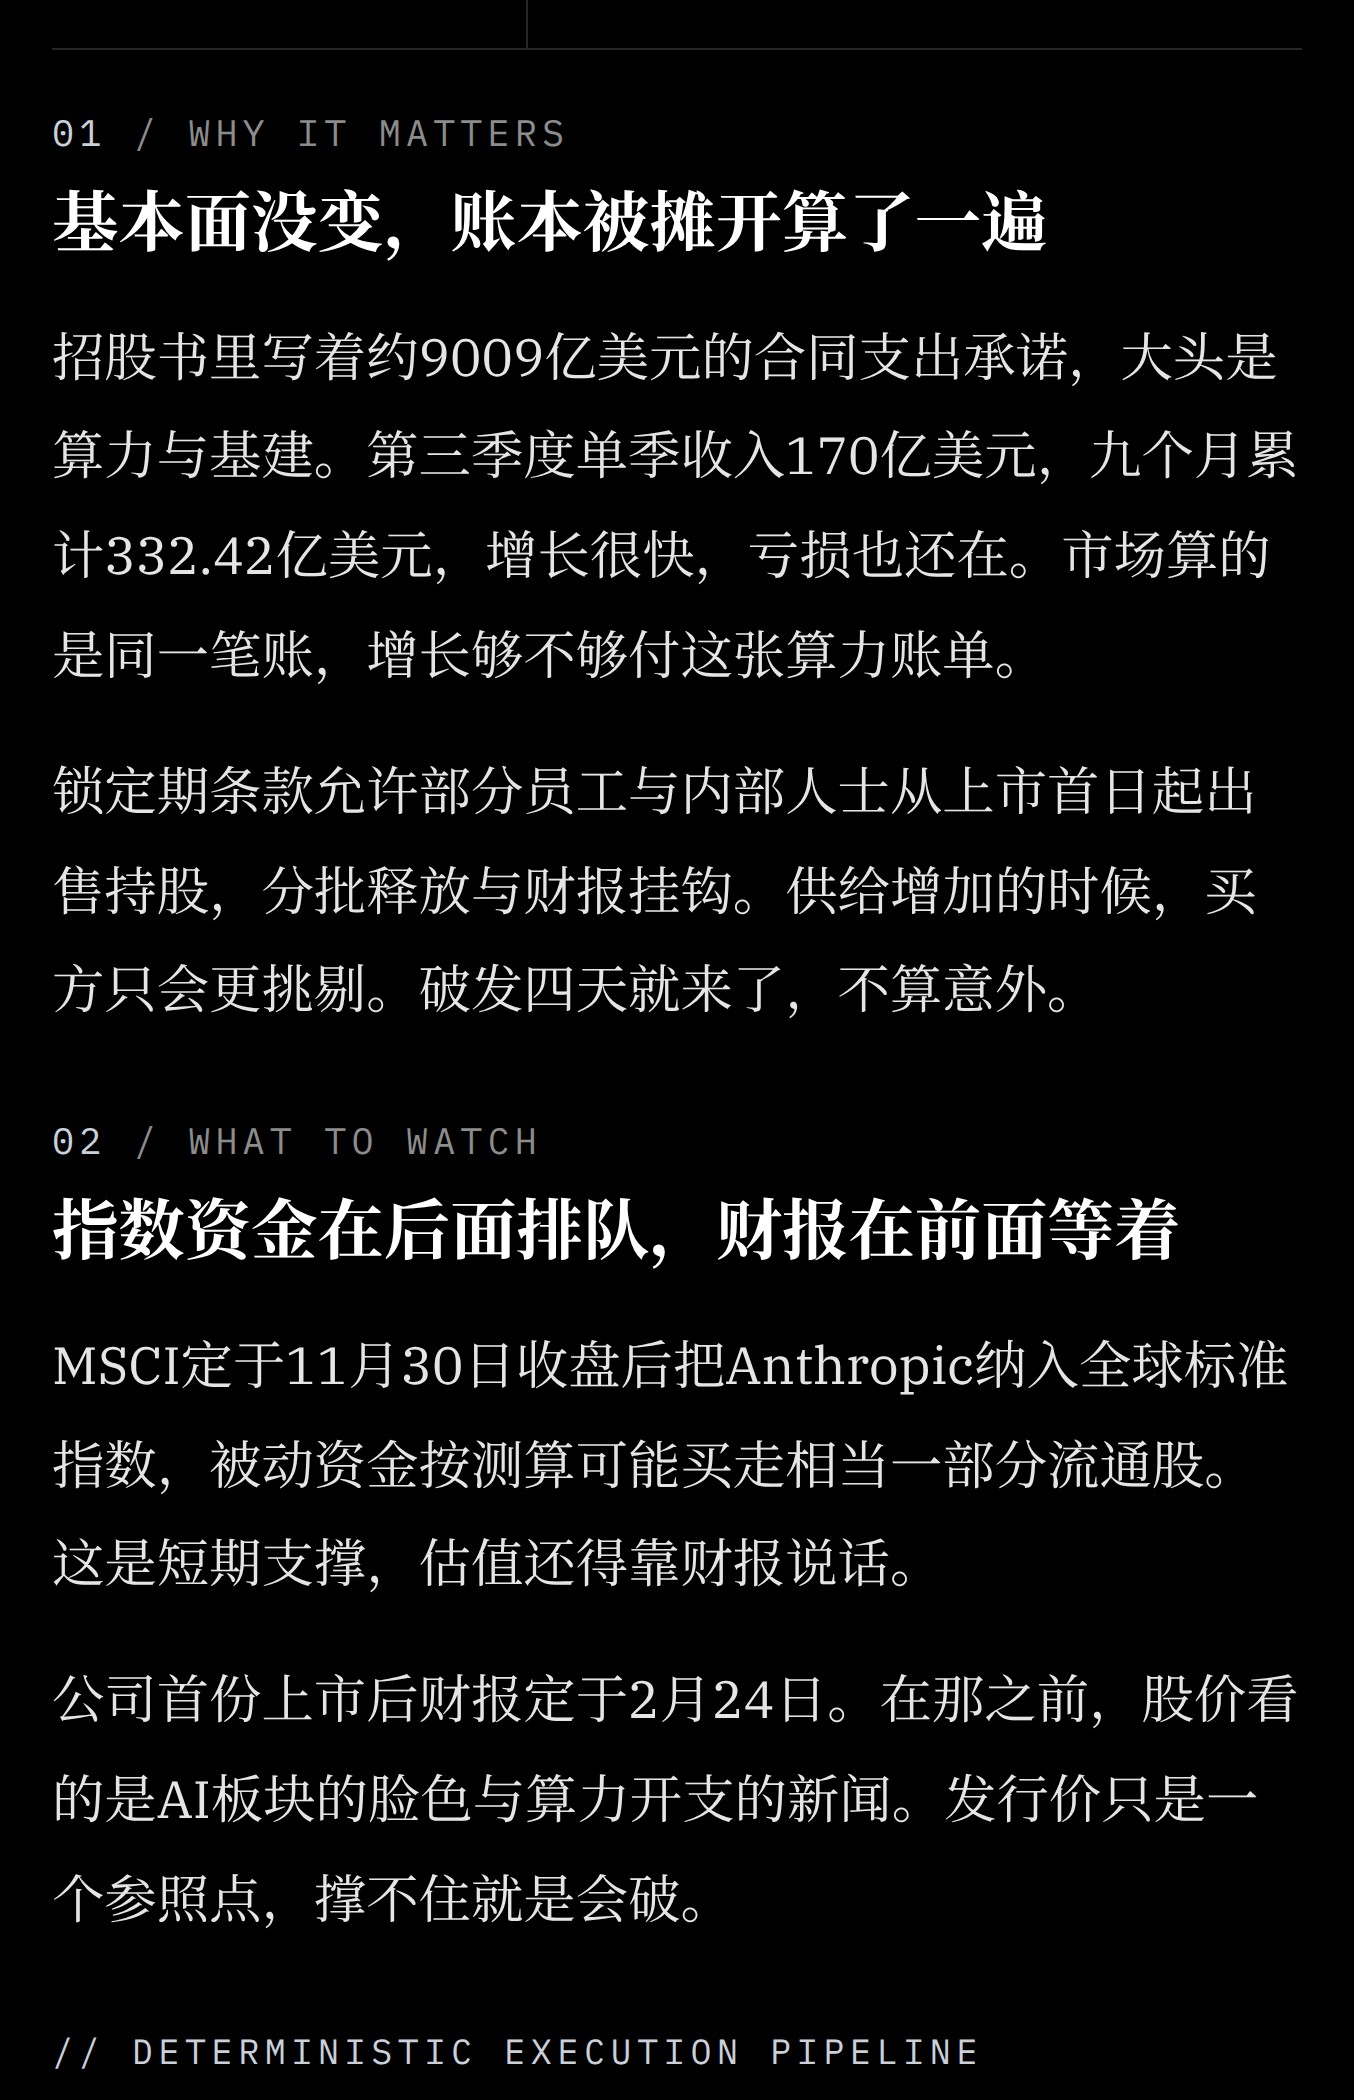 01 / WHY IT MATTERS
基本面没变，账本被摊开算了一遍
招股书里写着约9009亿美元的合同支出承诺，大头是
算力与基建。第三季度单季收入170亿美元，九个月累
计332.42亿美元，增长很快，亏损也还在。市场算的
是同一笔账，增长够不够付这张算力账单。
锁定期条款允许部分员工与内部人士从上市首日起出
售持股，分批释放与财报挂钩。供给增加的时候，买
方只会更挑剔。破发四天就来了，不算意外。
02 / WHAT TO WATCH
指数资金在后面排队，财报在前面等着
MSCI定于11月30日收盘后把Anthropic纳入全球标准
指数，被动资金按测算可能买走相当一部分流通股。
这是短期支撑，估值还得靠财报说话。
公司首份上市后财报定于2月24日。在那之前，股价看
的是AI板块的脸色与算力开支的新闻。发行价只是一
个参照点，撑不住就是会破。
// DETERMINISTIC EXECUTION PIPELINE